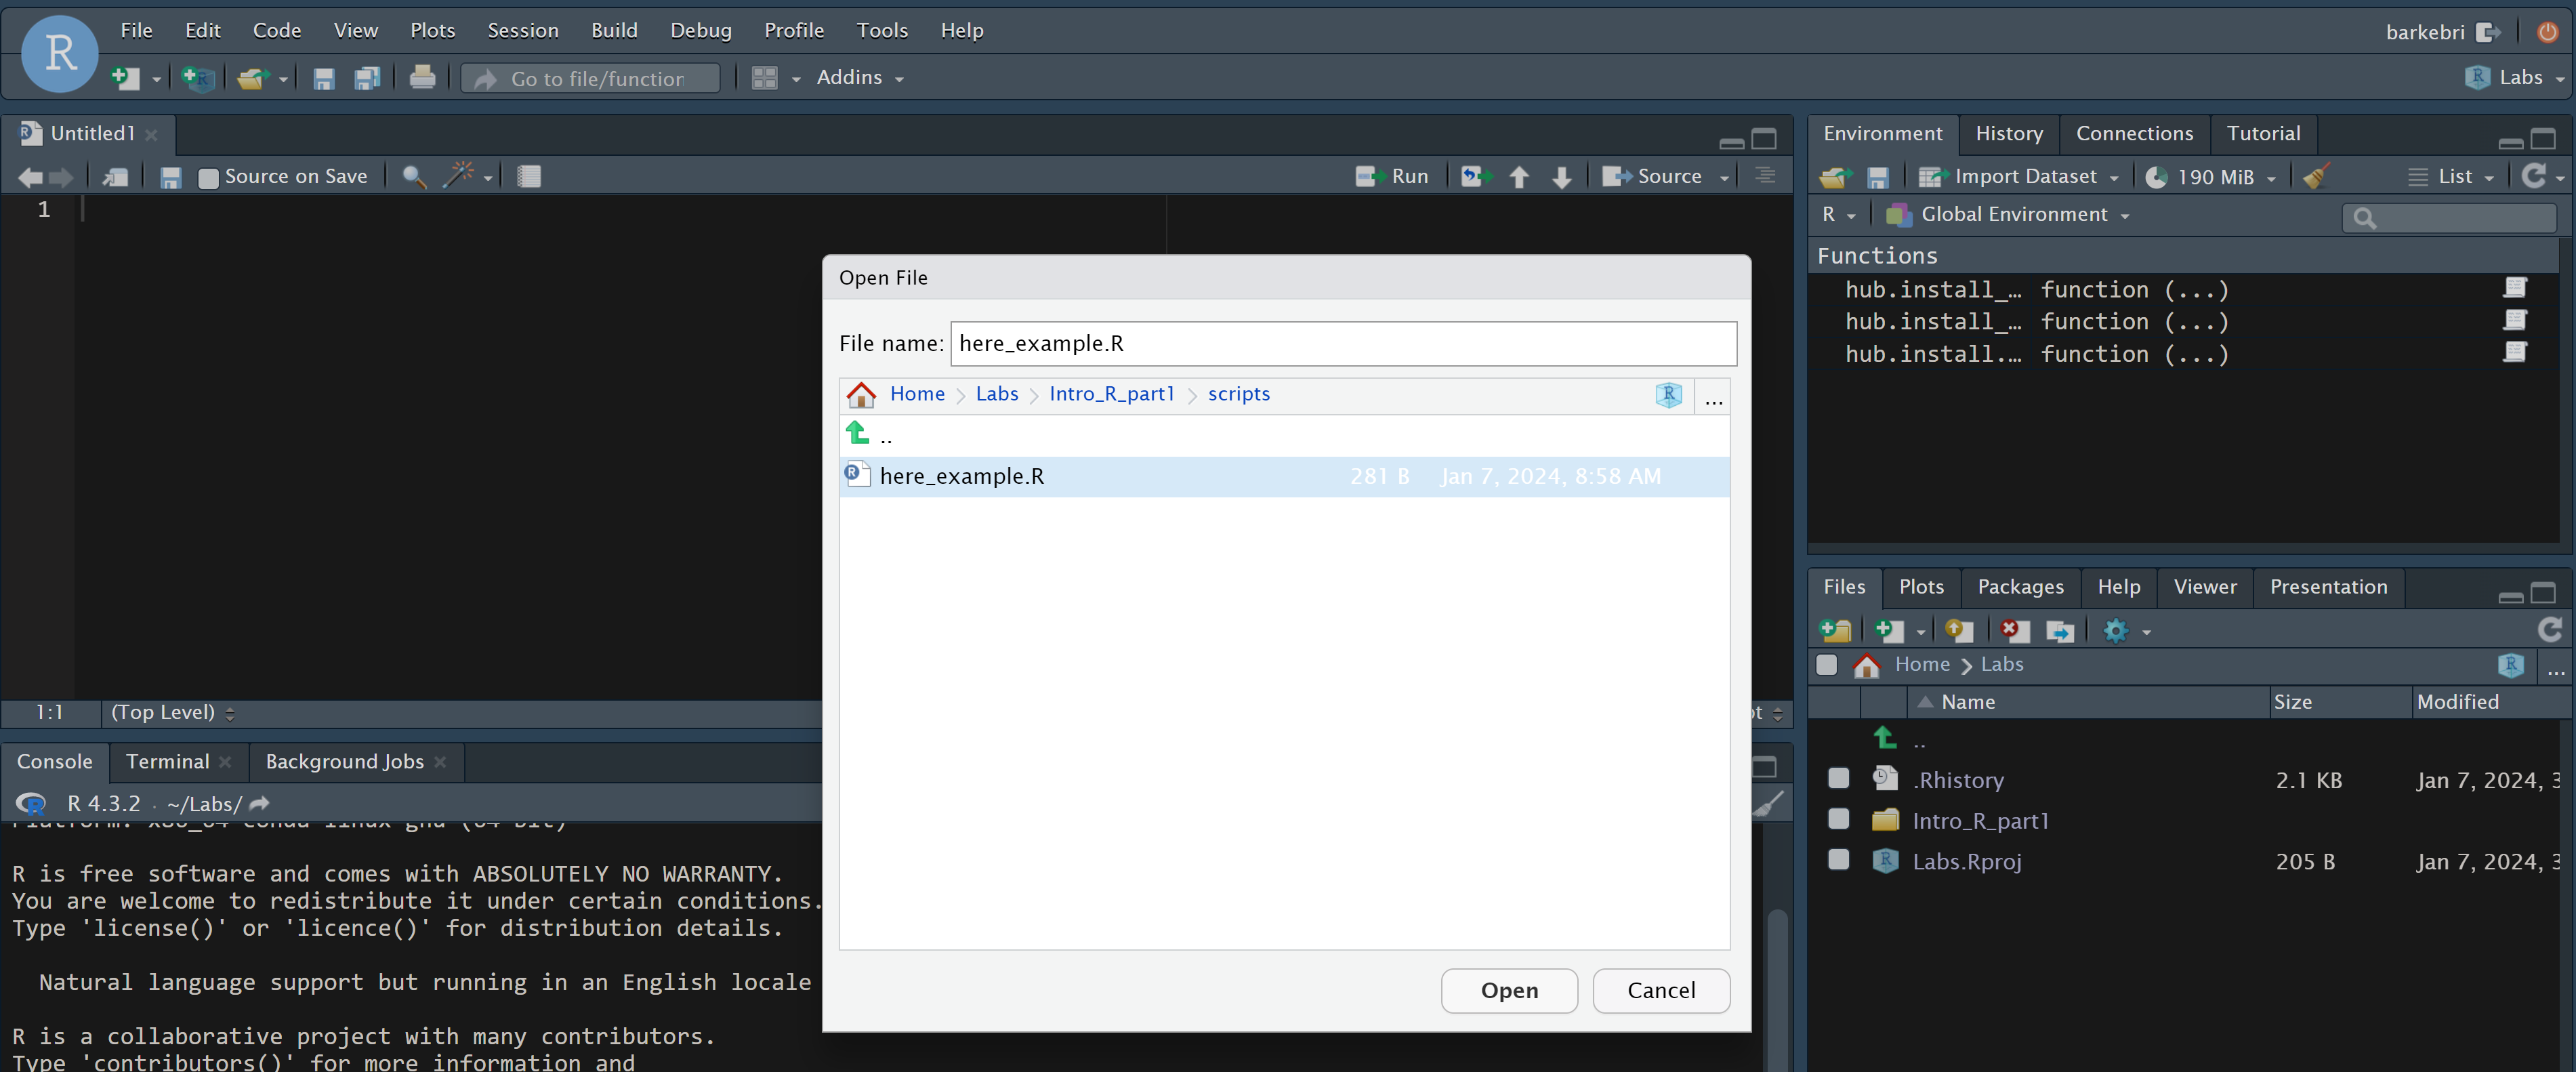 File Edit Code View Plots Session Build Debug Profile Tools Help
barkebri
R
Go to file/function
Addins
Labs
Untitled1
Source on Save
Run
Source
1
1:1
(Top Level)
Console
Terminal
Background Jobs
R 4.3.2 · ~/Labs/
R is free software and comes with ABSOLUTELY NO WARRANTY.
You are welcome to redistribute it under certain conditions.
Type 'license()' or 'licence()' for distribution details.
Natural language support but running in an English locale
R is a collaborative project with many contributors.
Type 'contributors()' for more information and
Open File
File name: here_example.R
Home Labs Intro_R_part1 scripts
...
..
here_example.R 281 B Jan 7, 2024, 8:58 AM
Open
Cancel
Environment History Connections Tutorial
Import Dataset
190 MiB
List
R
Global Environment
Functions
hub.install_… function (...)
hub.install_… function (...)
hub.install.… function (...)
Files Plots Packages Help Viewer Presentation
Home Labs
...
Name Size Modified
..
.Rhistory 2.1 KB Jan 7, 2024, 3
Intro_R_part1
Labs.Rproj 205 B Jan 7, 2024, 3